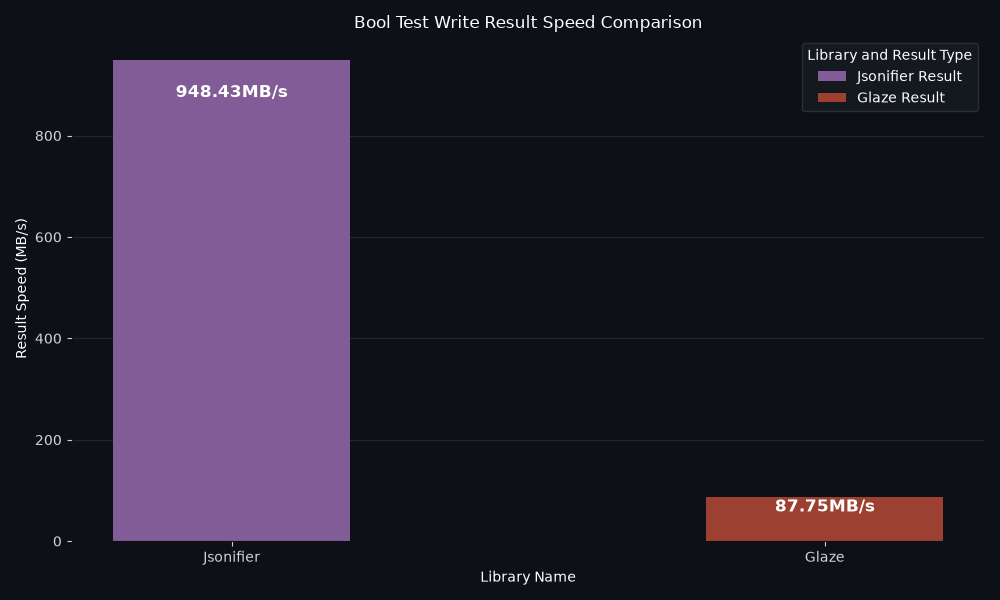 Bool Test Write Result Speed Comparison
Library and Result Type
Jsonifier Result
Glaze Result
948.43MB/s
87.75MB/s
Result Speed (MB/s)
800
600
400
200
0
Jsonifier
Glaze
Library Name